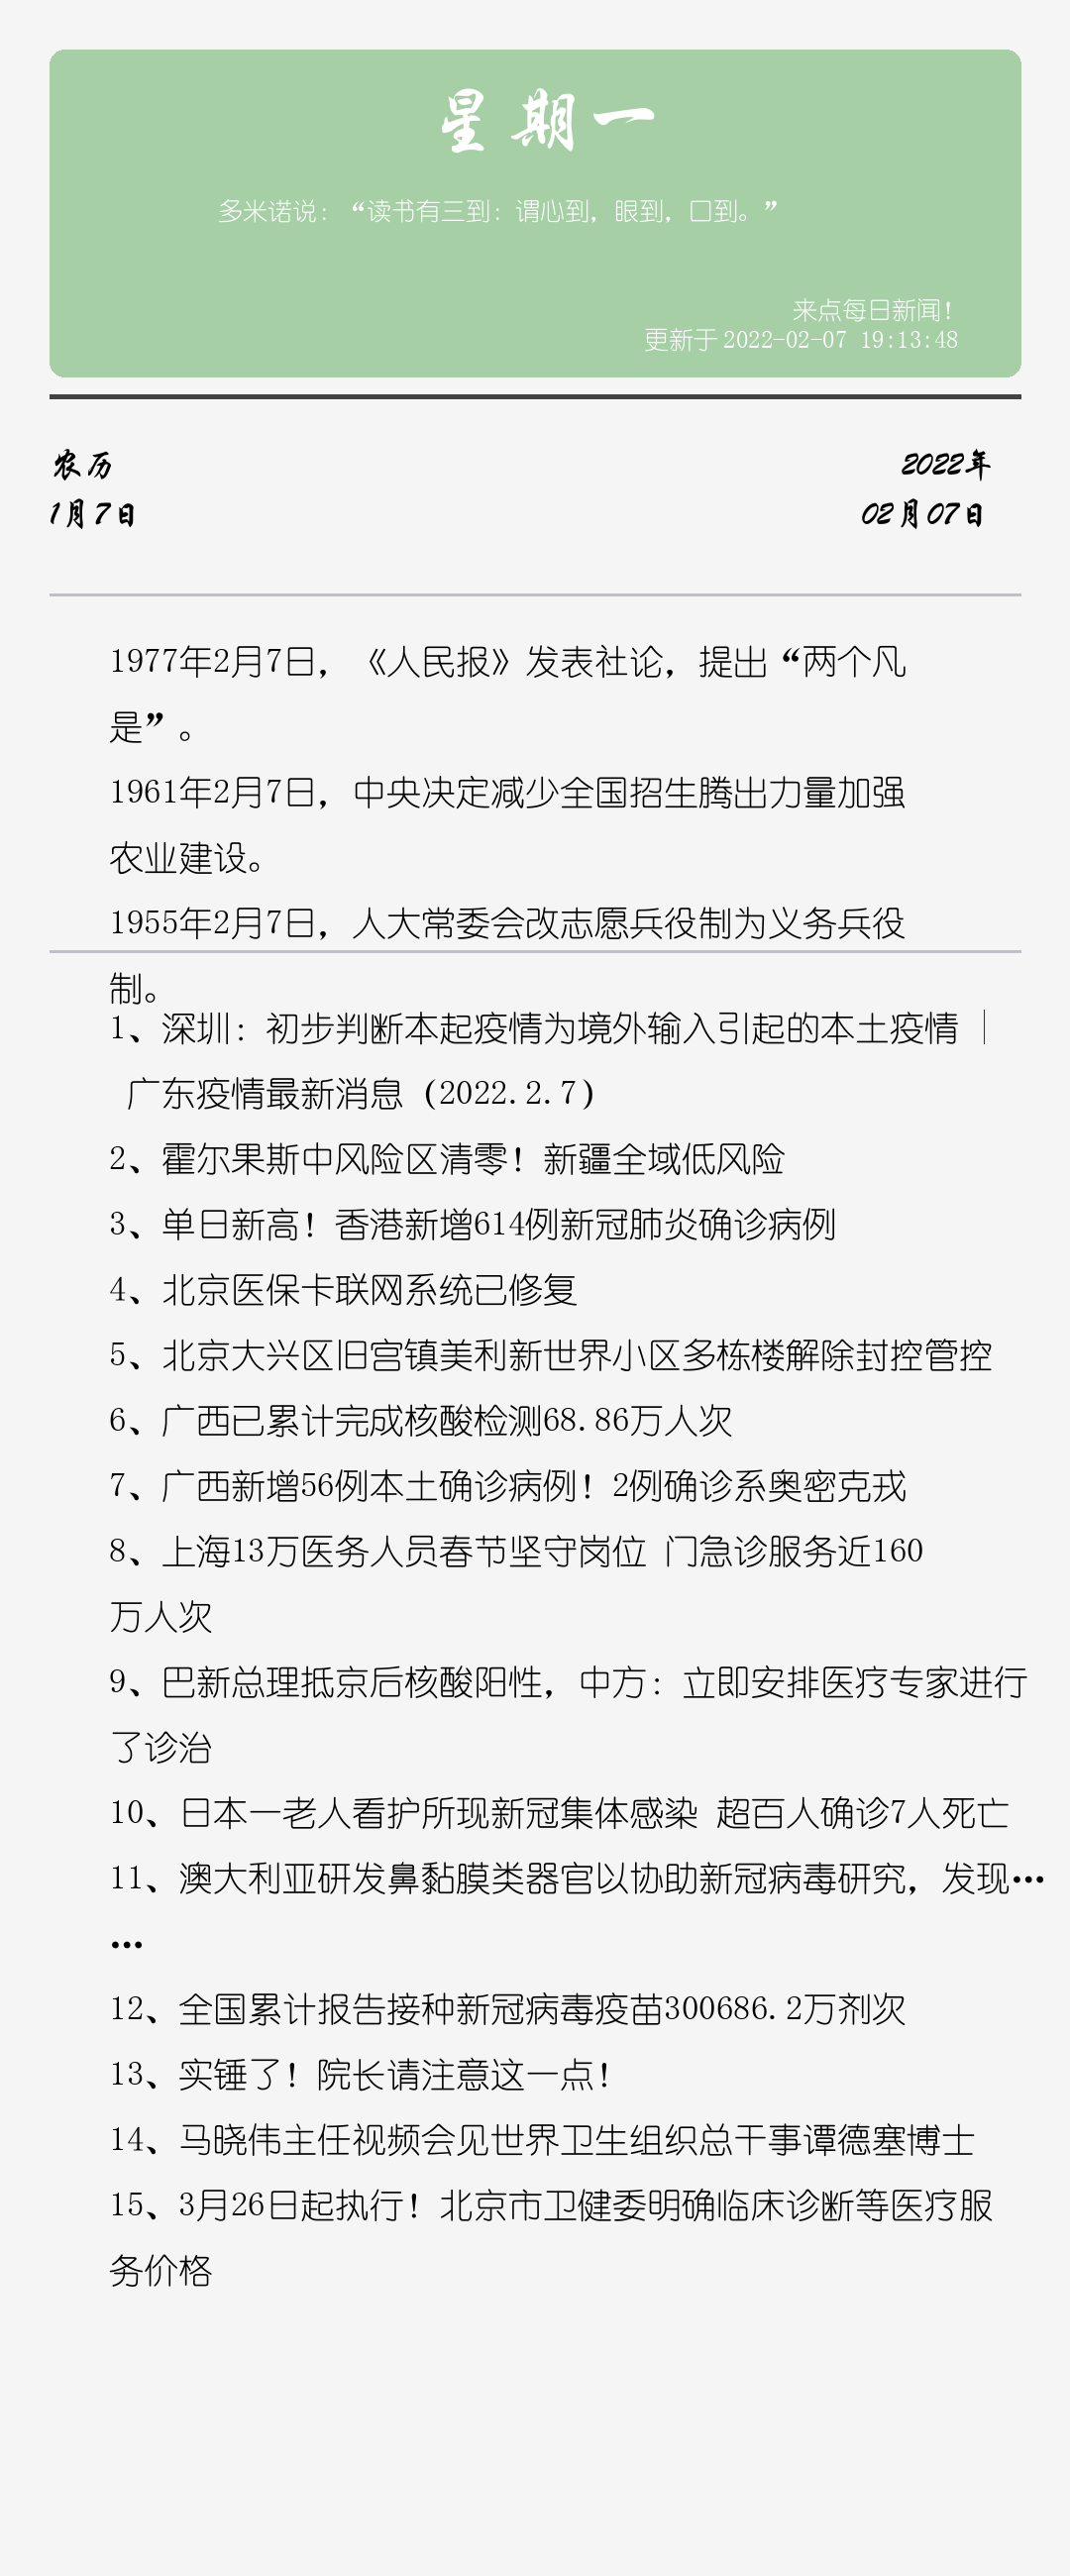 星期一
多米诺说：“读书有三到：谓心到，眼到，口到。”
来点每日新闻！
更新于2022-02-07 19:13:48
农历
2022年
1月7日
02月07日
1977年2月7日，《人民报》发表社论，提出“两个凡
是”。
1961年2月7日，中央决定减少全国招生腾出力量加强
农业建设。
1955年2月7日，人大常委会改志愿兵役制为义务兵役
制。
1、深圳：初步判断本起疫情为境外输入引起的本土疫情｜
广东疫情最新消息（2022.2.7）
2、霍尔果斯中风险区清零！新疆全域低风险
3、单日新高！香港新增614例新冠肺炎确诊病例
4、北京医保卡联网系统已修复
5、北京大兴区旧宫镇美利新世界小区多栋楼解除封控管控
6、广西已累计完成核酸检测68.86万人次
7、广西新增56例本土确诊病例！2例确诊系奥密克戎
8、上海13万医务人员春节坚守岗位 门急诊服务近160
万人次
9、巴新总理抵京后核酸阳性，中方：立即安排医疗专家进行
了诊治
10、日本一老人看护所现新冠集体感染 超百人确诊7人死亡
11、澳大利亚研发鼻黏膜类器官以协助新冠病毒研究，发现…
…
12、全国累计报告接种新冠病毒疫苗300686.2万剂次
13、实锤了！院长请注意这一点！
14、马晓伟主任视频会见世界卫生组织总干事谭德塞博士
15、3月26日起执行！北京市卫健委明确临床诊断等医疗服
务价格